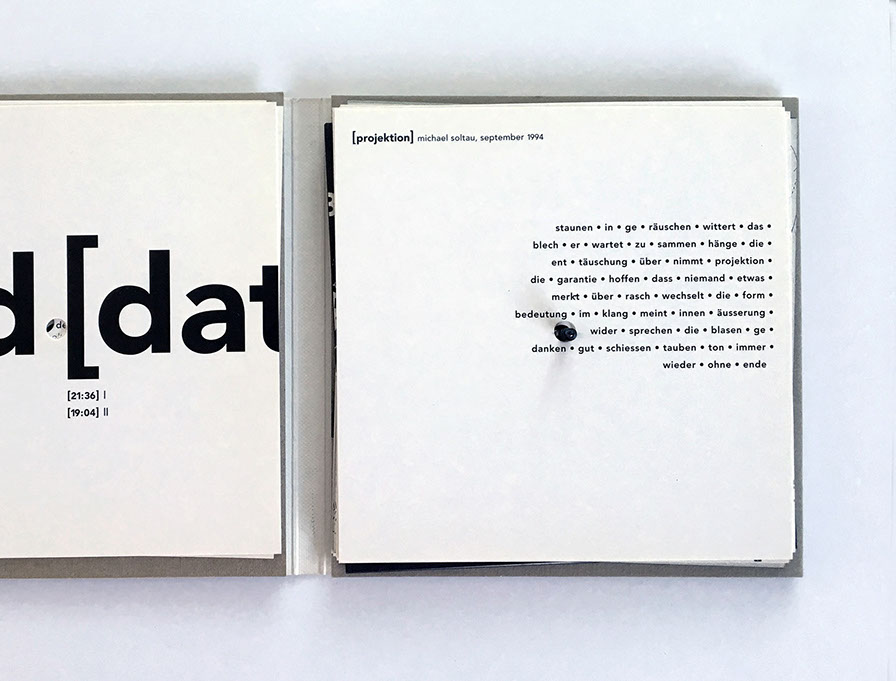 d [dat
de
[21:36] I
[19:04] II
[projektion] michael soltau, september 1994
staunen • in • ge • räuschen • wittert • das •
blech • er • wartet • zu • sammen • hänge • die •
ent • täuschung • über • nimmt • projektion •
die • garantie • hoffen • dass • niemand • etwas •
merkt • über • rasch • wechselt • die • form •
bedeutung • im • klang • meint • innen • äusserung •
wider • sprechen • die • blasen • ge •
danken • gut • schiessen • tauben • ton • immer •
wieder • ohne • ende